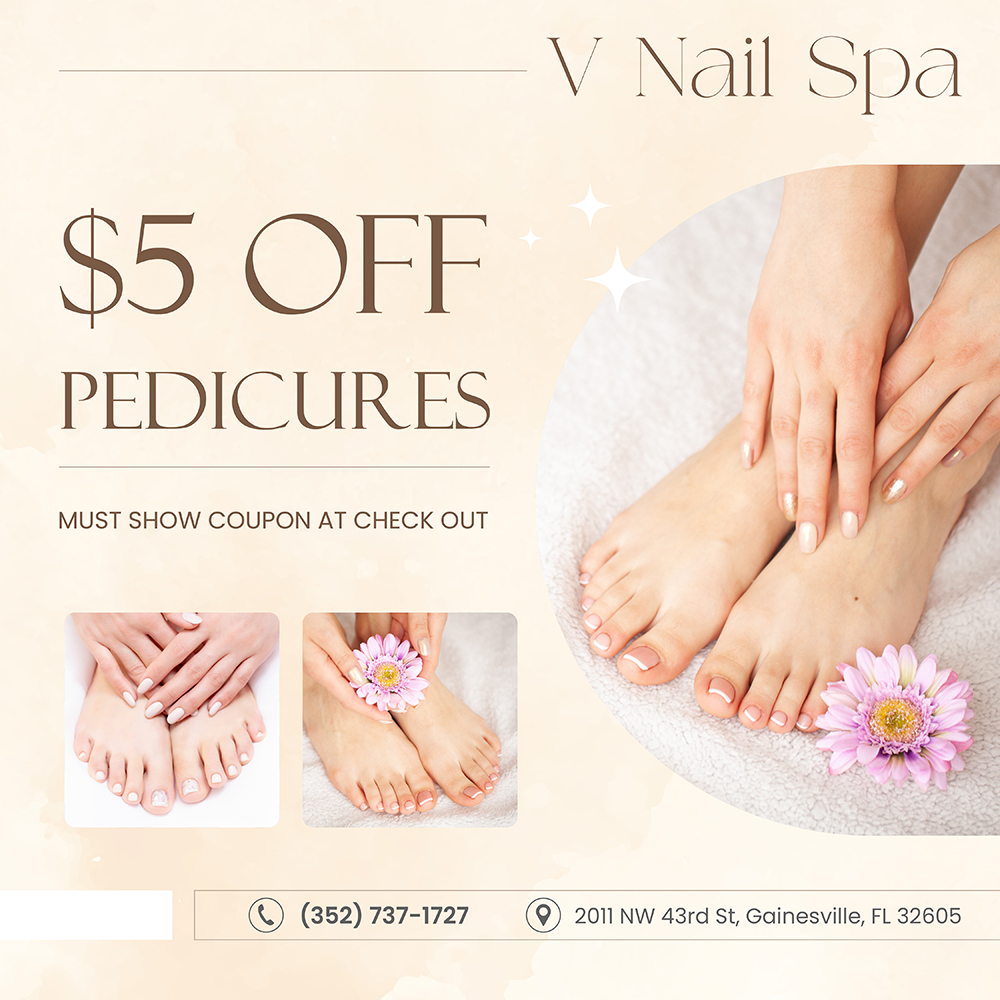 V Nail Spa
$5 OFF
PEDICURES
MUST SHOW COUPON AT CHECK OUT
(352) 737-1727
2011 NW 43rd St, Gainesville, FL 32605